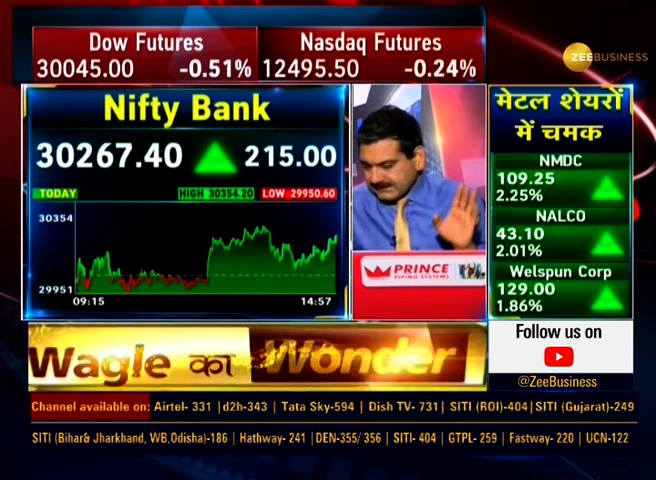 Dow Futures
30045.00 -0.51%
Nasdaq Futures
12495.50 -0.24%
ZEEBUSINESS
Nifty Bank
30267.40 215.00
TODAY HIGH 30354.20 LOW 29950.60
30354
29951
09:15 14:57
PRINCE
PIPING SYSTEMS
मेटल शेयरों
में चमक
NMDC
109.25
2.25%
NALCO
43.10
2.01%
Welspun Corp
129.00
1.86%
Wagle का Wonder
Follow us on
@ZeeBusiness
Channel available on: Airtel- 331 | d2h-343 | Tata Sky-594 | Dish TV- 731 | SITI (ROI)-404 | SITI (Gujarat)-249
SITI (Bihar& Jharkhand, WB,Odisha)-186 | Hathway- 241 | DEN-355/ 356 | SITI- 404 | GTPL- 259 | Fastway- 220 | UCN-122